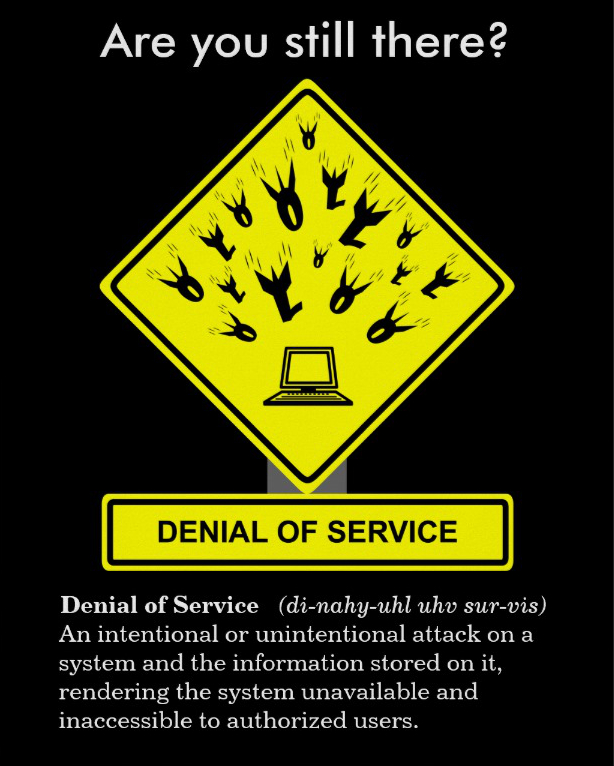 Are you still there?
DENIAL OF SERVICE
Denial of Service (di-nahy-uhl uhv sur-vis)
An intentional or unintentional attack on a
system and the information stored on it,
rendering the system unavailable and
inaccessible to authorized users.